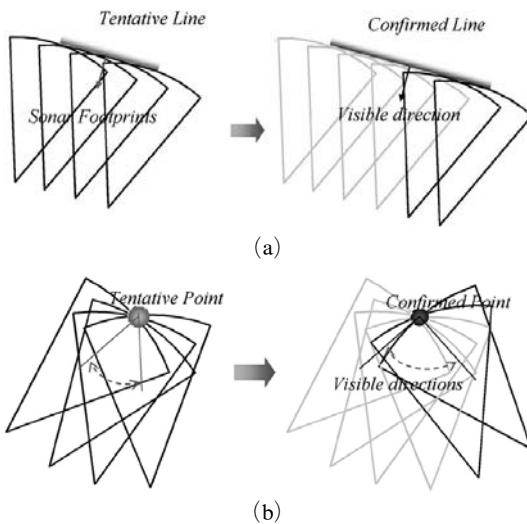 Tentative Line
Confirmed Line
Sonar Footprints
Visible direction
(a)
Tentative Point
Confirmed Point
Visible directions
(b)